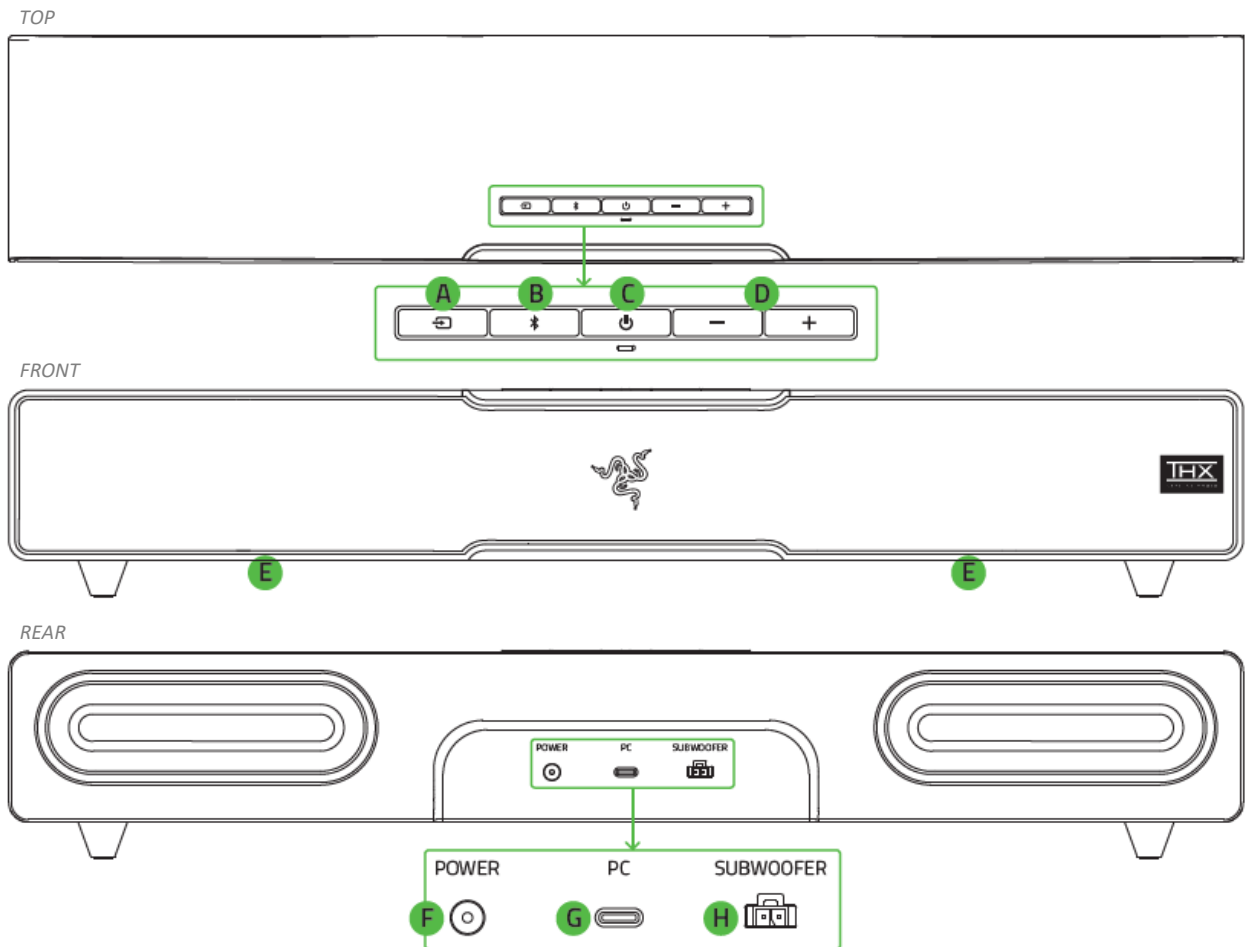 TOP
A B C D
FRONT
THX
E E
REAR
POWER PC SUBWOOFER
POWER PC SUBWOOFER
F G H